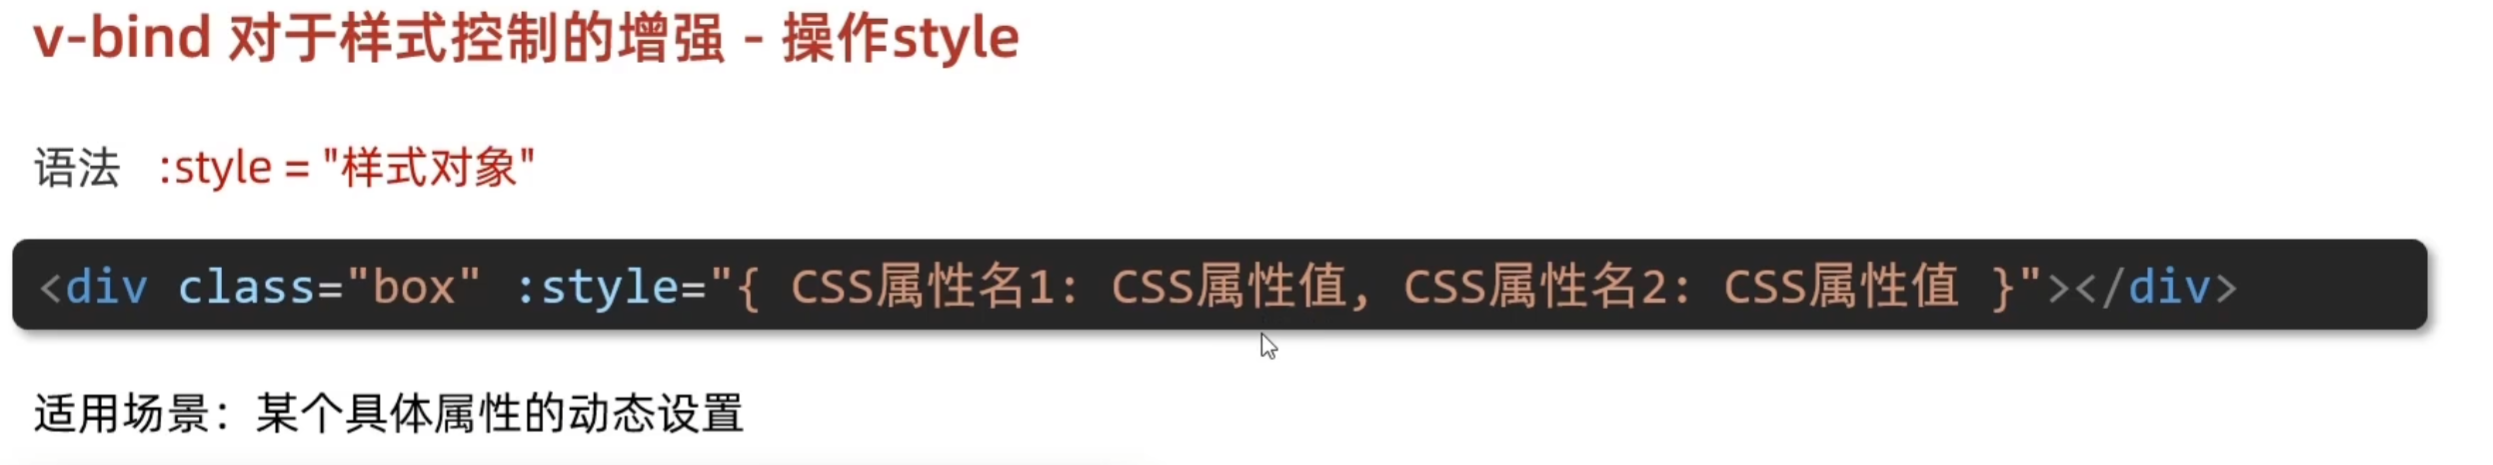 v-bind 对于样式控制的增强 - 操作style
语法 :style = "样式对象"
<div class="box" :style="{ CSS属性名1: CSS属性值, CSS属性名2: CSS属性值 }"></div>
适用场景：某个具体属性的动态设置